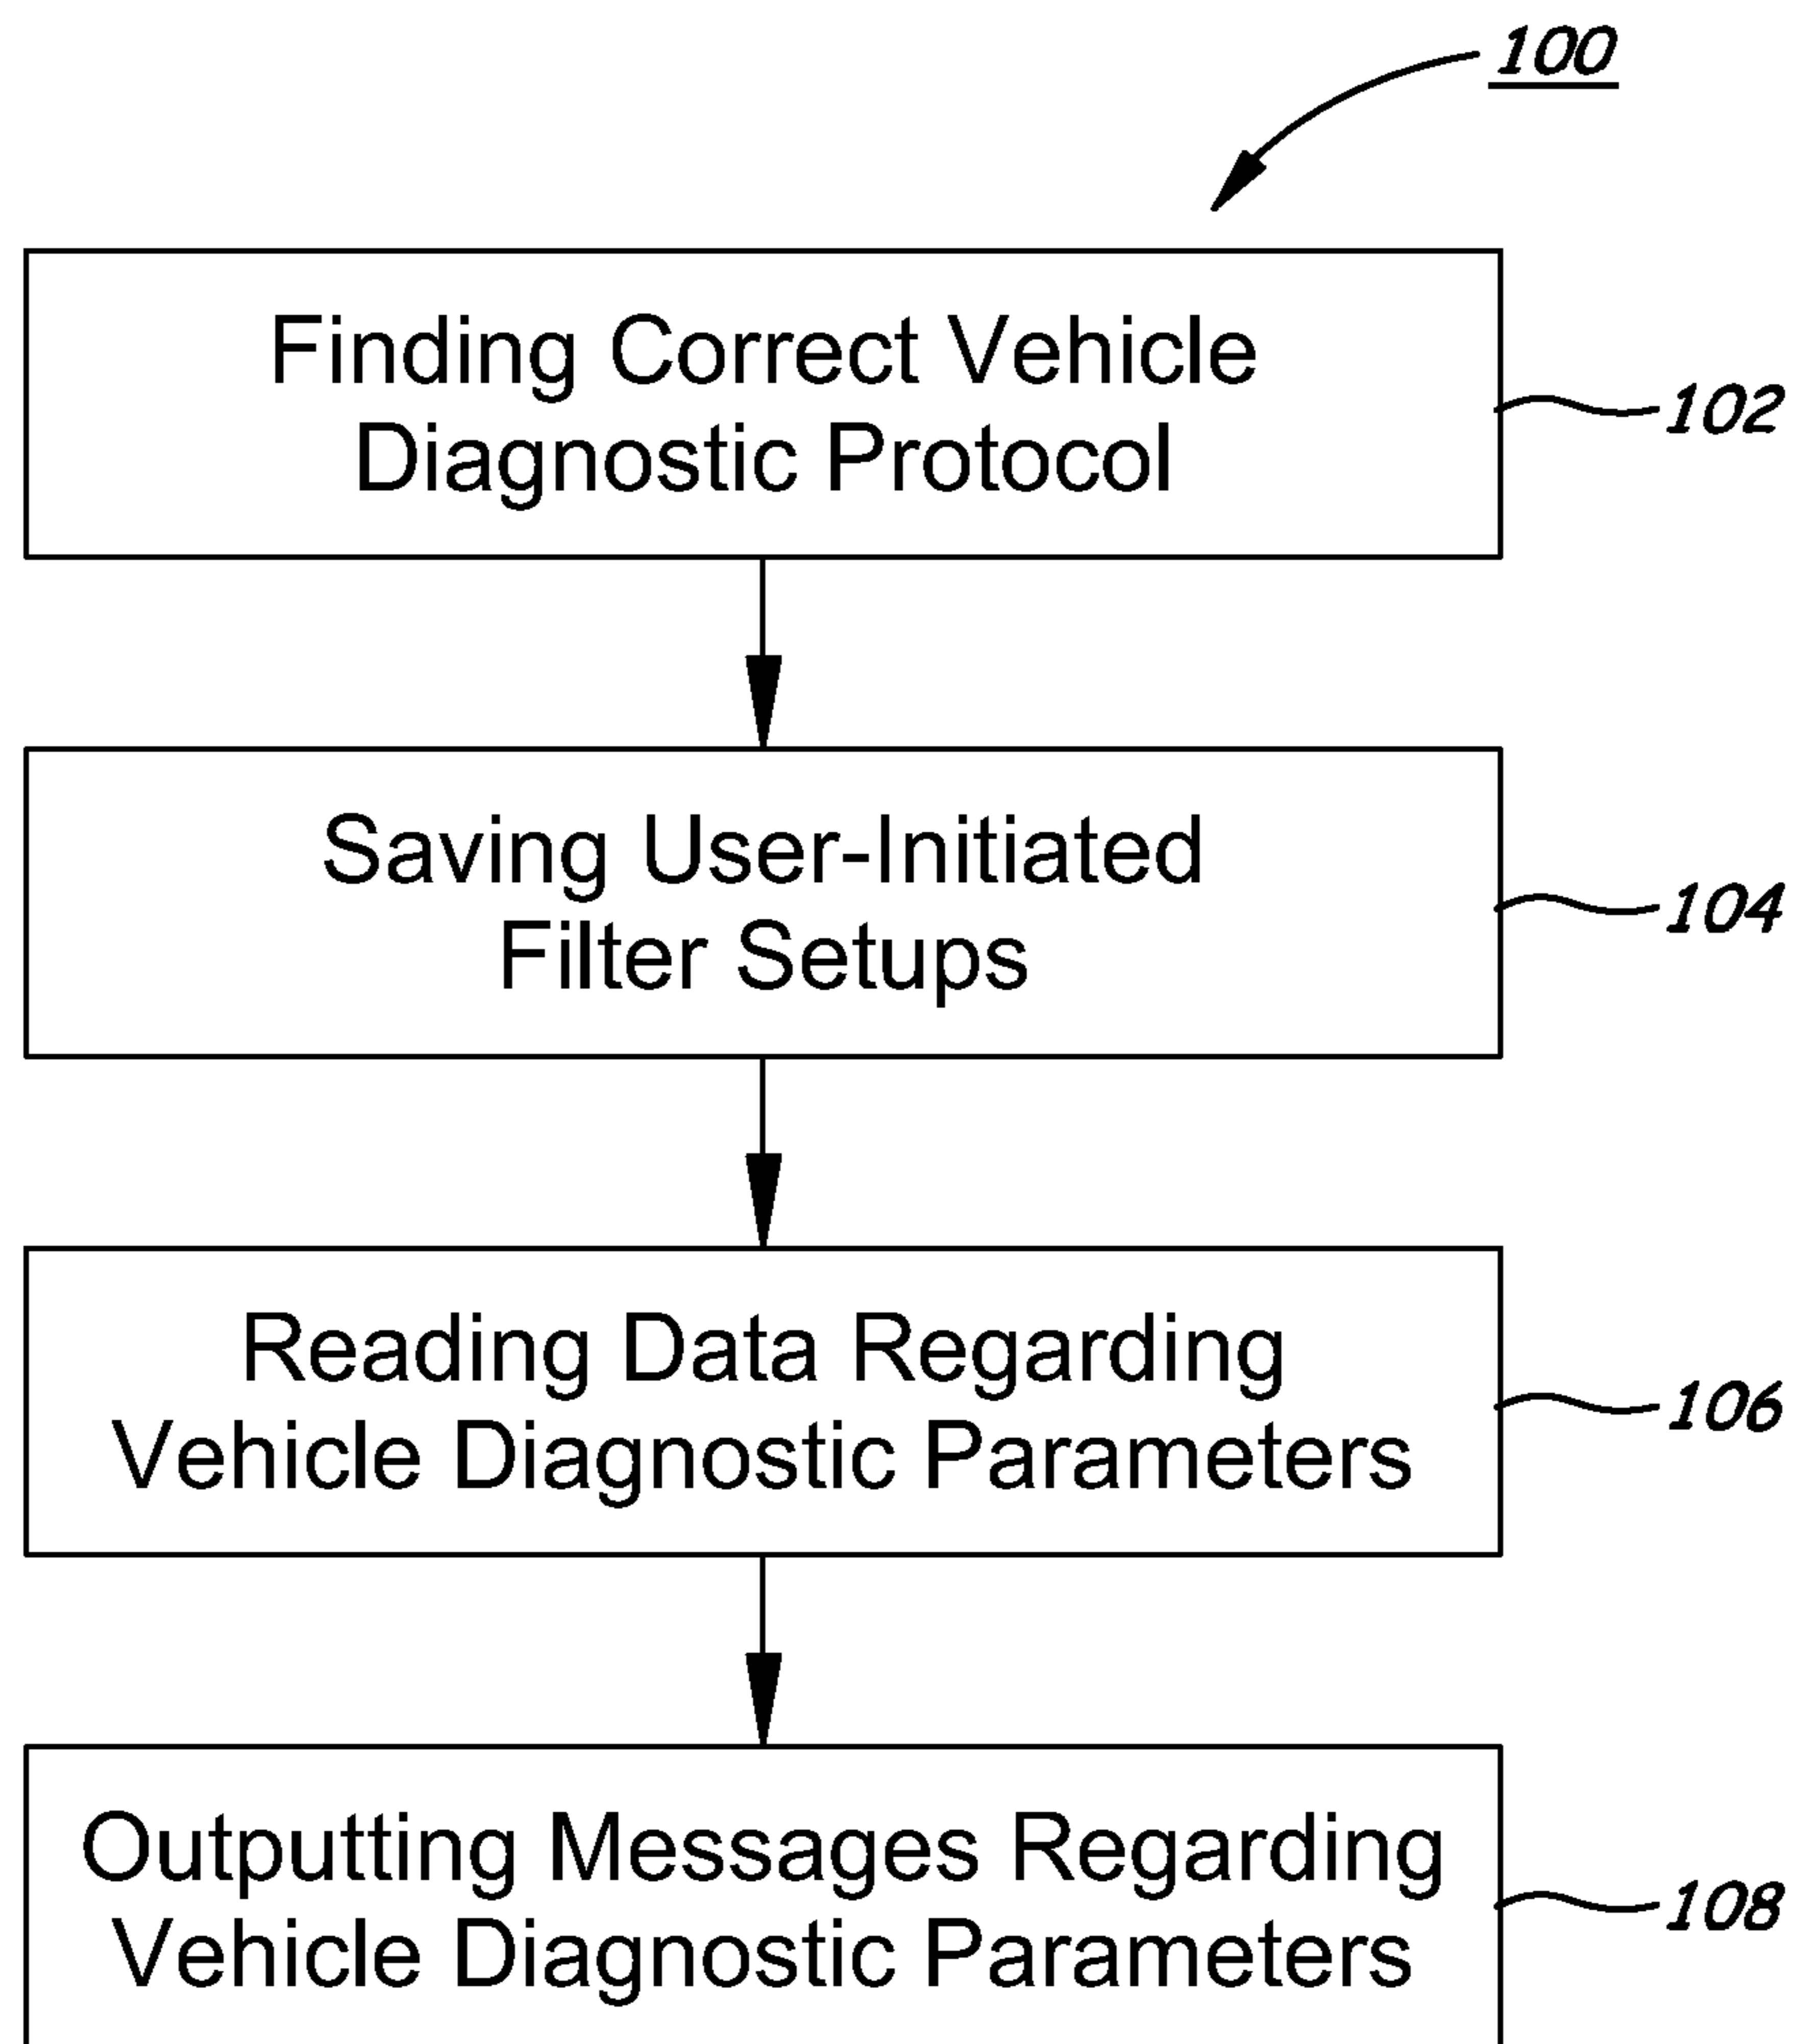 100
Finding Correct Vehicle
Diagnostic Protocol
102
Saving User-Initiated
Filter Setups
104
Reading Data Regarding
Vehicle Diagnostic Parameters
106
Outputting Messages Regarding
Vehicle Diagnostic Parameters
108